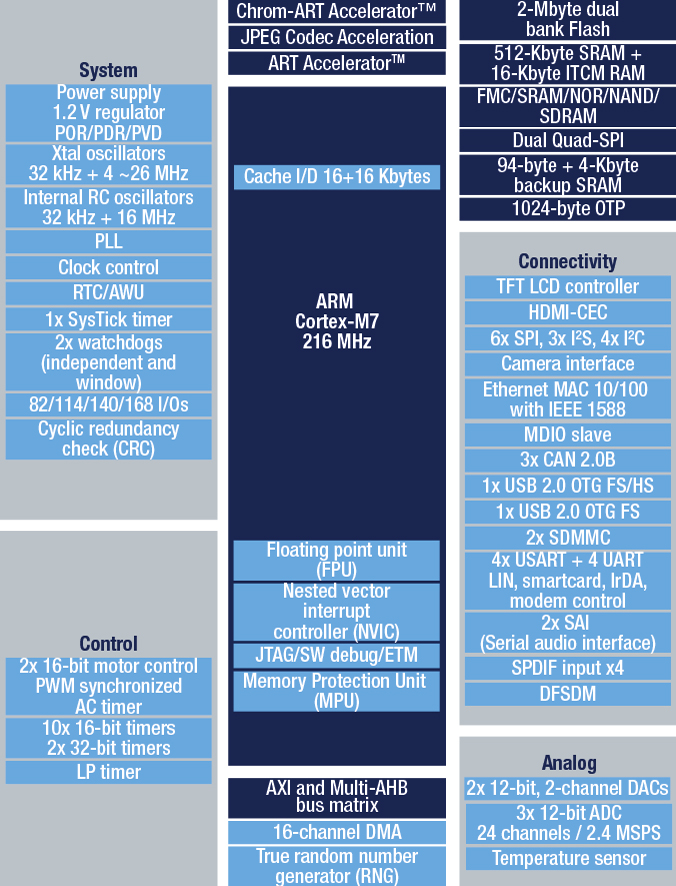 System
Power supply
1.2 V regulator
POR/PDR/PVD
Xtal oscillators
32 kHz + 4 ~26 MHz
Internal RC oscillators
32 kHz + 16 MHz
PLL
Clock control
RTC/AWU
1x SysTick timer
2x watchdogs
(independent and
window)
82/114/140/168 I/Os
Cyclic redundancy
check (CRC)
Control
2x 16-bit motor control
PWM synchronized
AC timer
10x 16-bit timers
2x 32-bit timers
LP timer
Chrom-ART Accelerator™
JPEG Codec Acceleration
ART Accelerator™
Cache I/D 16+16 Kbytes
ARM
Cortex-M7
216 MHz
Floating point unit
(FPU)
Nested vector
interrupt
controller (NVIC)
JTAG/SW debug/ETM
Memory Protection Unit
(MPU)
AXI and Multi-AHB
bus matrix
16-channel DMA
True random number
generator (RNG)
2-Mbyte dual
bank Flash
512-Kbyte SRAM +
16-Kbyte ITCM RAM
FMC/SRAM/NOR/NAND/
SDRAM
Dual Quad-SPI
94-byte + 4-Kbyte
backup SRAM
1024-byte OTP
Connectivity
TFT LCD controller
HDMI-CEC
6x SPI, 3x I²S, 4x I²C
Camera interface
Ethernet MAC 10/100
with IEEE 1588
MDIO slave
3x CAN 2.0B
1x USB 2.0 OTG FS/HS
1x USB 2.0 OTG FS
2x SDMMC
4x USART + 4 UART
LIN, smartcard, IrDA,
modem control
2x SAI
(Serial audio interface)
SPDIF input x4
DFSDM
Analog
2x 12-bit, 2-channel DACs
3x 12-bit ADC
24 channels / 2.4 MSPS
Temperature sensor